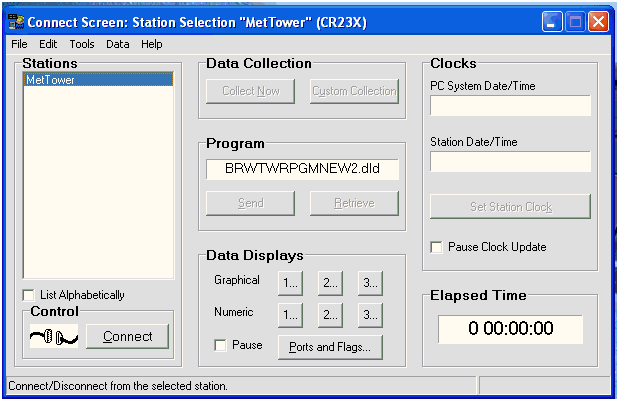 Connect Screen: Station Selection "MetTower" (CR23X)
File Edit Tools Data Help
Stations
MetTower
List Alphabetically
Control
Connect
Data Collection
Collect Now
Custom Collection
Program
BRWTWRPGMNEW2.dld
Send
Retrieve
Data Displays
Graphical 1... 2... 3...
Numeric 1... 2... 3...
Pause
Ports and Flags...
Clocks
PC System Date/Time
Station Date/Time
Set Station Clock
Pause Clock Update
Elapsed Time
0 00:00:00
Connect/Disconnect from the selected station.